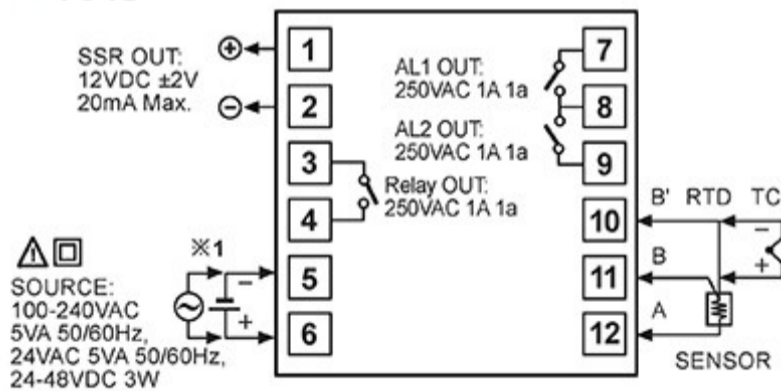 SSR OUT:
12VDC ±2V
20mA Max.
+
−
1
2
3
4
5
6
7
8
9
10
11
12
AL1 OUT:
250VAC 1A 1a
AL2 OUT:
250VAC 1A 1a
Relay OUT:
250VAC 1A 1a
※1
−
+
SOURCE:
100-240VAC
5VA 50/60Hz,
24VAC 5VA 50/60Hz,
24-48VDC 3W
B' RTD TC
−
+
B
A
SENSOR